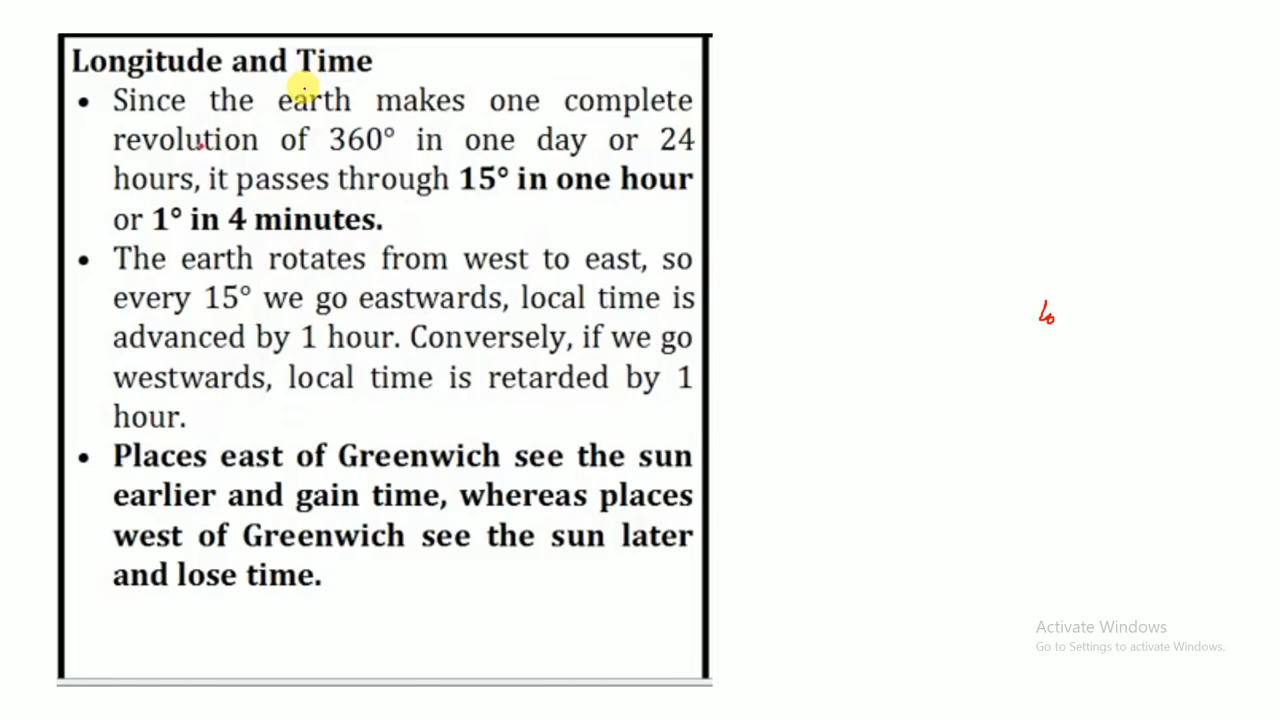 Longitude and Time
• Since the earth makes one complete
revolution of 360° in one day or 24
hours, it passes through 15° in one hour
or 1° in 4 minutes.
• The earth rotates from west to east, so
every 15° we go eastwards, local time is
advanced by 1 hour. Conversely, if we go
westwards, local time is retarded by 1
hour.
• Places east of Greenwich see the sun
earlier and gain time, whereas places
west of Greenwich see the sun later
and lose time.
Activate Windows
Go to Settings to activate Windows.